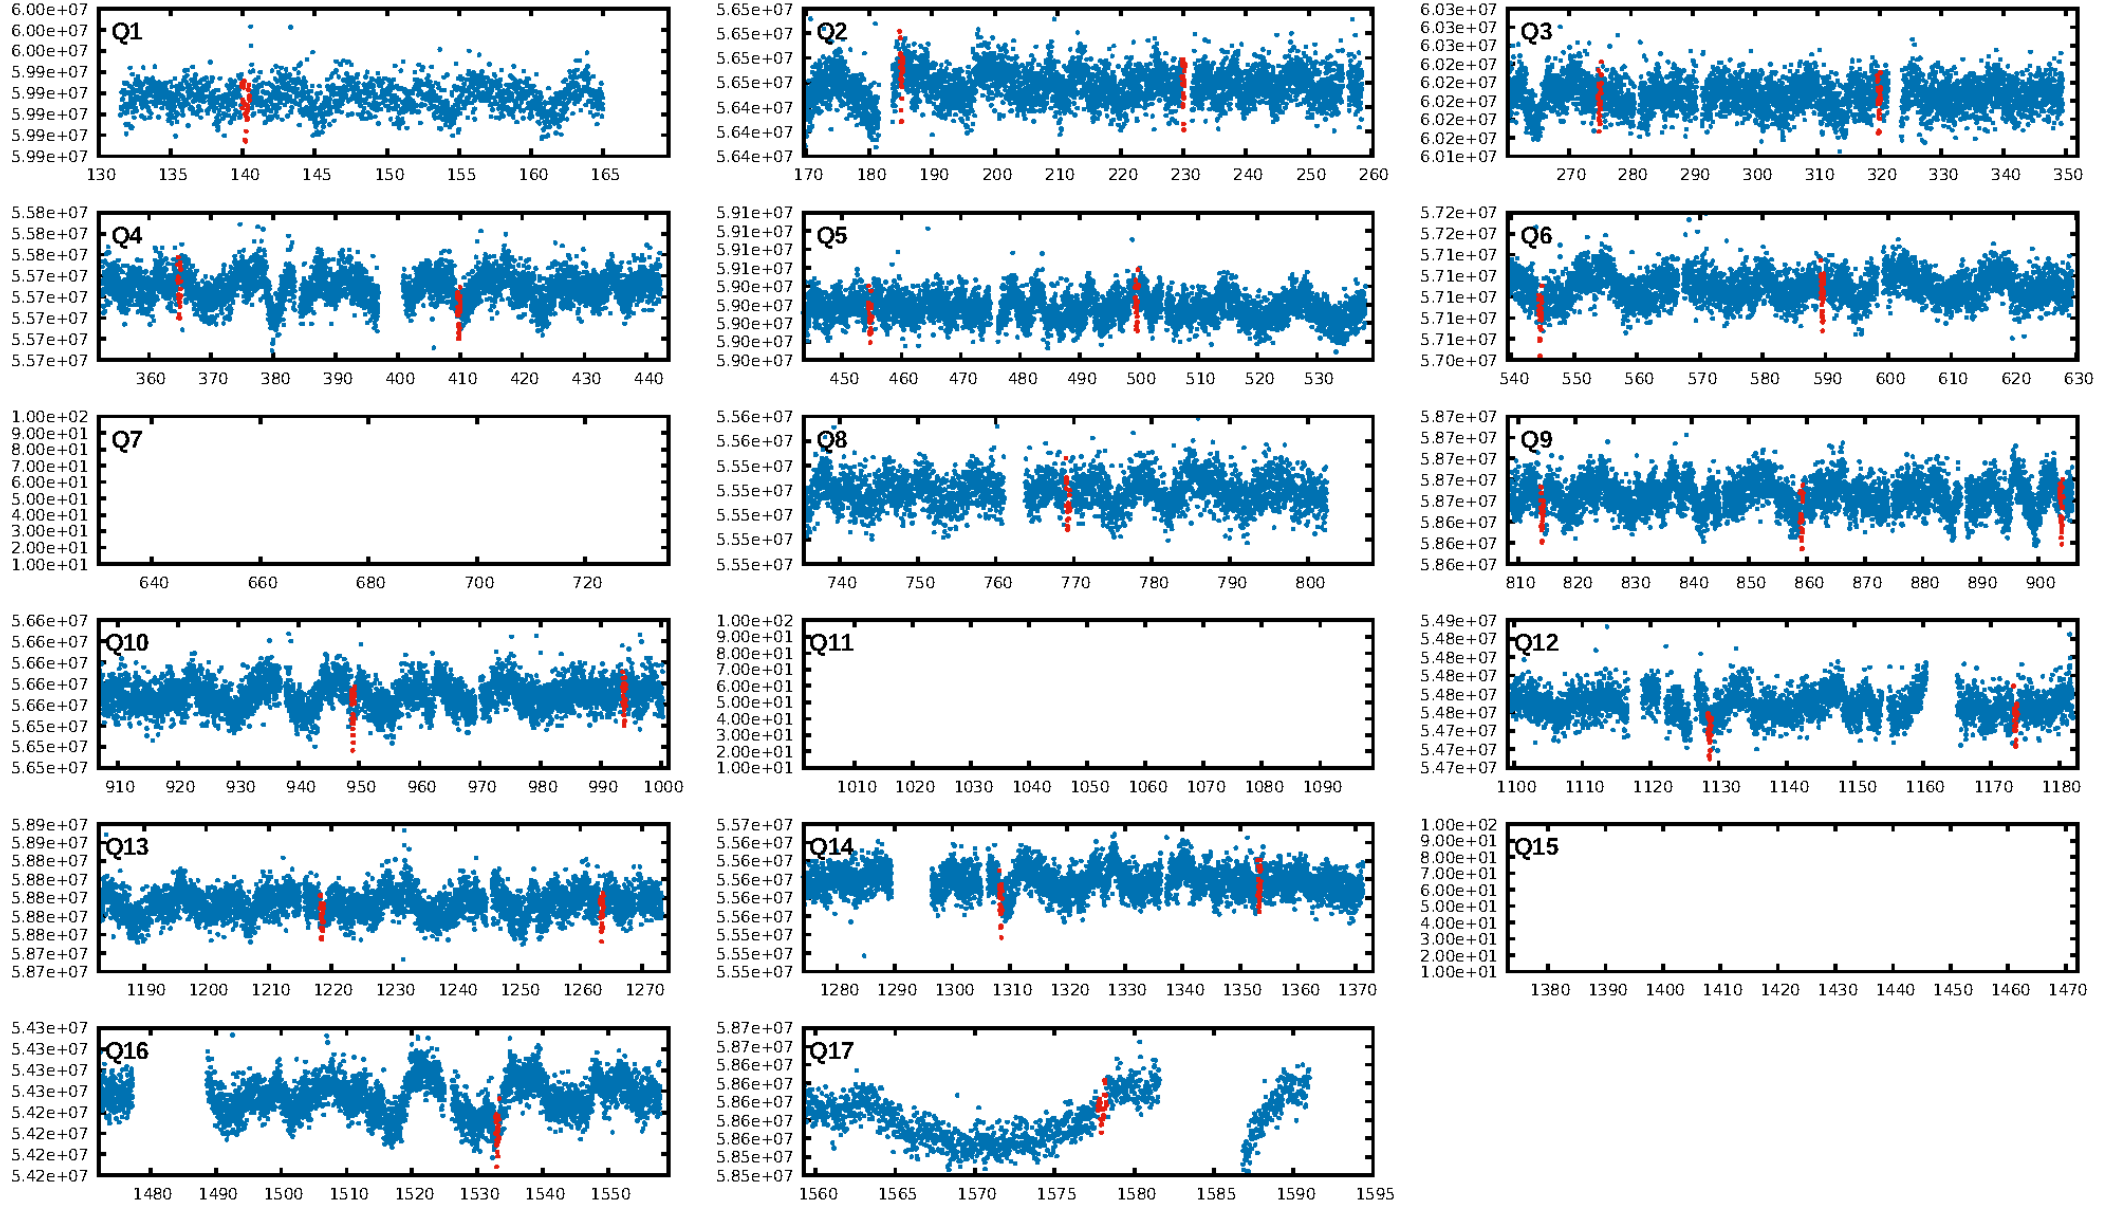 6.00e+07
6.00e+07
6.00e+07
5.99e+07
5.99e+07
5.99e+07
5.99e+07
5.99e+07
Q1
130 135 140 145 150 155 160 165
5.65e+07
5.65e+07
5.65e+07
5.65e+07
5.64e+07
5.64e+07
5.64e+07
Q2
170 180 190 200 210 220 230 240 250 260
6.03e+07
6.03e+07
6.03e+07
6.02e+07
6.02e+07
6.02e+07
6.02e+07
6.02e+07
6.01e+07
Q3
270 280 290 300 310 320 330 340 350
5.58e+07
5.58e+07
5.58e+07
5.57e+07
5.57e+07
5.57e+07
5.57e+07
5.57e+07
Q4
360 370 380 390 400 410 420 430 440
5.91e+07
5.91e+07
5.91e+07
5.91e+07
5.90e+07
5.90e+07
5.90e+07
5.90e+07
5.90e+07
Q5
450 460 470 480 490 500 510 520 530
5.72e+07
5.72e+07
5.71e+07
5.71e+07
5.71e+07
5.71e+07
5.71e+07
5.70e+07
Q6
540 550 560 570 580 590 600 610 620 630
1.00e+02
9.00e+01
8.00e+01
7.00e+01
6.00e+01
5.00e+01
4.00e+01
3.00e+01
2.00e+01
1.00e+01
Q7
640 660 680 700 720
5.56e+07
5.56e+07
5.55e+07
5.55e+07
5.55e+07
5.55e+07
5.55e+07
Q8
740 750 760 770 780 790 800
5.87e+07
5.87e+07
5.87e+07
5.87e+07
5.87e+07
5.86e+07
5.86e+07
5.86e+07
Q9
810 820 830 840 850 860 870 880 890 900
5.66e+07
5.66e+07
5.66e+07
5.66e+07
5.66e+07
5.65e+07
5.65e+07
5.65e+07
Q10
910 920 930 940 950 960 970 980 990 1000
1.00e+02
9.00e+01
8.00e+01
7.00e+01
6.00e+01
5.00e+01
4.00e+01
3.00e+01
2.00e+01
1.00e+01
Q11
1010 1020 1030 1040 1050 1060 1070 1080 1090
5.49e+07
5.48e+07
5.48e+07
5.48e+07
5.48e+07
5.48e+07
5.47e+07
5.47e+07
5.47e+07
Q12
1100 1110 1120 1130 1140 1150 1160 1170 1180
5.89e+07
5.89e+07
5.88e+07
5.88e+07
5.88e+07
5.88e+07
5.88e+07
5.87e+07
5.87e+07
Q13
1190 1200 1210 1220 1230 1240 1250 1260 1270
5.57e+07
5.56e+07
5.56e+07
5.56e+07
5.56e+07
5.56e+07
5.55e+07
5.55e+07
5.55e+07
Q14
1280 1290 1300 1310 1320 1330 1340 1350 1360 1370
1.00e+02
9.00e+01
8.00e+01
7.00e+01
6.00e+01
5.00e+01
4.00e+01
3.00e+01
2.00e+01
1.00e+01
Q15
1380 1390 1400 1410 1420 1430 1440 1450 1460 1470
5.43e+07
5.43e+07
5.43e+07
5.43e+07
5.42e+07
5.42e+07
5.42e+07
5.42e+07
Q16
1480 1490 1500 1510 1520 1530 1540 1550
5.87e+07
5.87e+07
5.86e+07
5.86e+07
5.86e+07
5.86e+07
5.86e+07
5.85e+07
5.85e+07
Q17
1560 1565 1570 1575 1580 1585 1590 1595